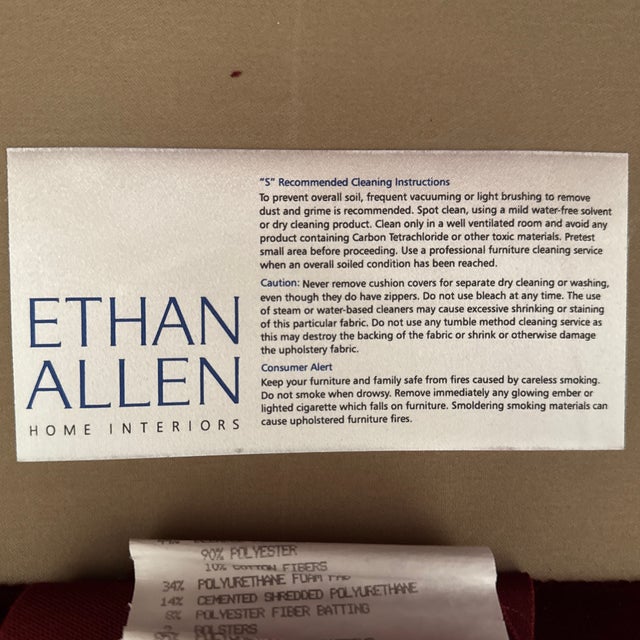 "S" Recommended Cleaning Instructions
To prevent overall soil, frequent vacuuming or light brushing to remove
dust and grime is recommended. Spot clean, using a mild water-free solvent
or dry cleaning product. Clean only in a well ventilated room and avoid any
product containing Carbon Tetrachloride or other toxic materials. Pretest
small area before proceeding. Use a professional furniture cleaning service
when an overall soiled condition has been reached.
Caution: Never remove cushion covers for separate dry cleaning or washing,
even though they do have zippers. Do not use bleach at any time. The use
of steam or water-based cleaners may cause excessive shrinking or staining
of this particular fabric. Do not use any tumble method cleaning service as
this may destroy the backing of the fabric or shrink or otherwise damage
the upholstery fabric.
Consumer Alert
Keep your furniture and family safe from fires caused by careless smoking.
Do not smoke when drowsy. Remove immediately any glowing ember or
lighted cigarette which falls on furniture. Smoldering smoking materials can
cause upholstered furniture fires.
ETHAN
ALLEN
HOME INTERIORS
90% POLYESTER
10% COTTON FIBERS
34% POLYURETHANE FOAM PAD
14% CEMENTED SHREDDED POLYURETHANE
8% POLYESTER FIBER BATTING
BOLSTERS